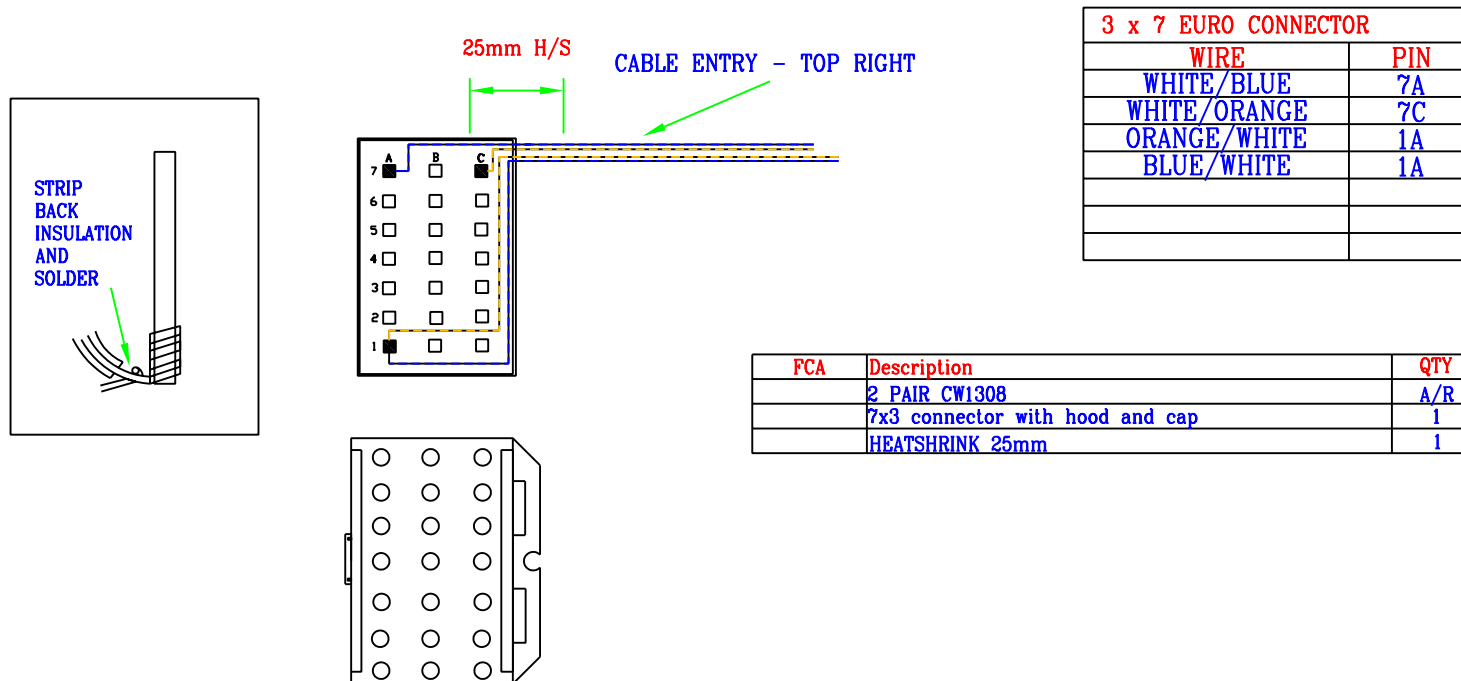 25mm H/S
CABLE ENTRY - TOP RIGHT
3 x 7 EURO CONNECTOR
WIRE PIN
WHITE/BLUE 7A
WHITE/ORANGE 7C
ORANGE/WHITE 1A
BLUE/WHITE 1A
STRIP
BACK
INSULATION
AND
SOLDER
A B C
7
6
5
4
3
2
1
FCA Description QTY
2 PAIR CW1308 A/R
7x3 connector with hood and cap 1
HEATSHRINK 25mm 1